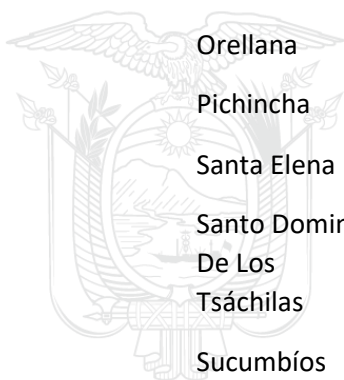 Orellana
Pichincha
Santa Elena
Santo Domin
De Los
Tsáchilas
Sucumbíos